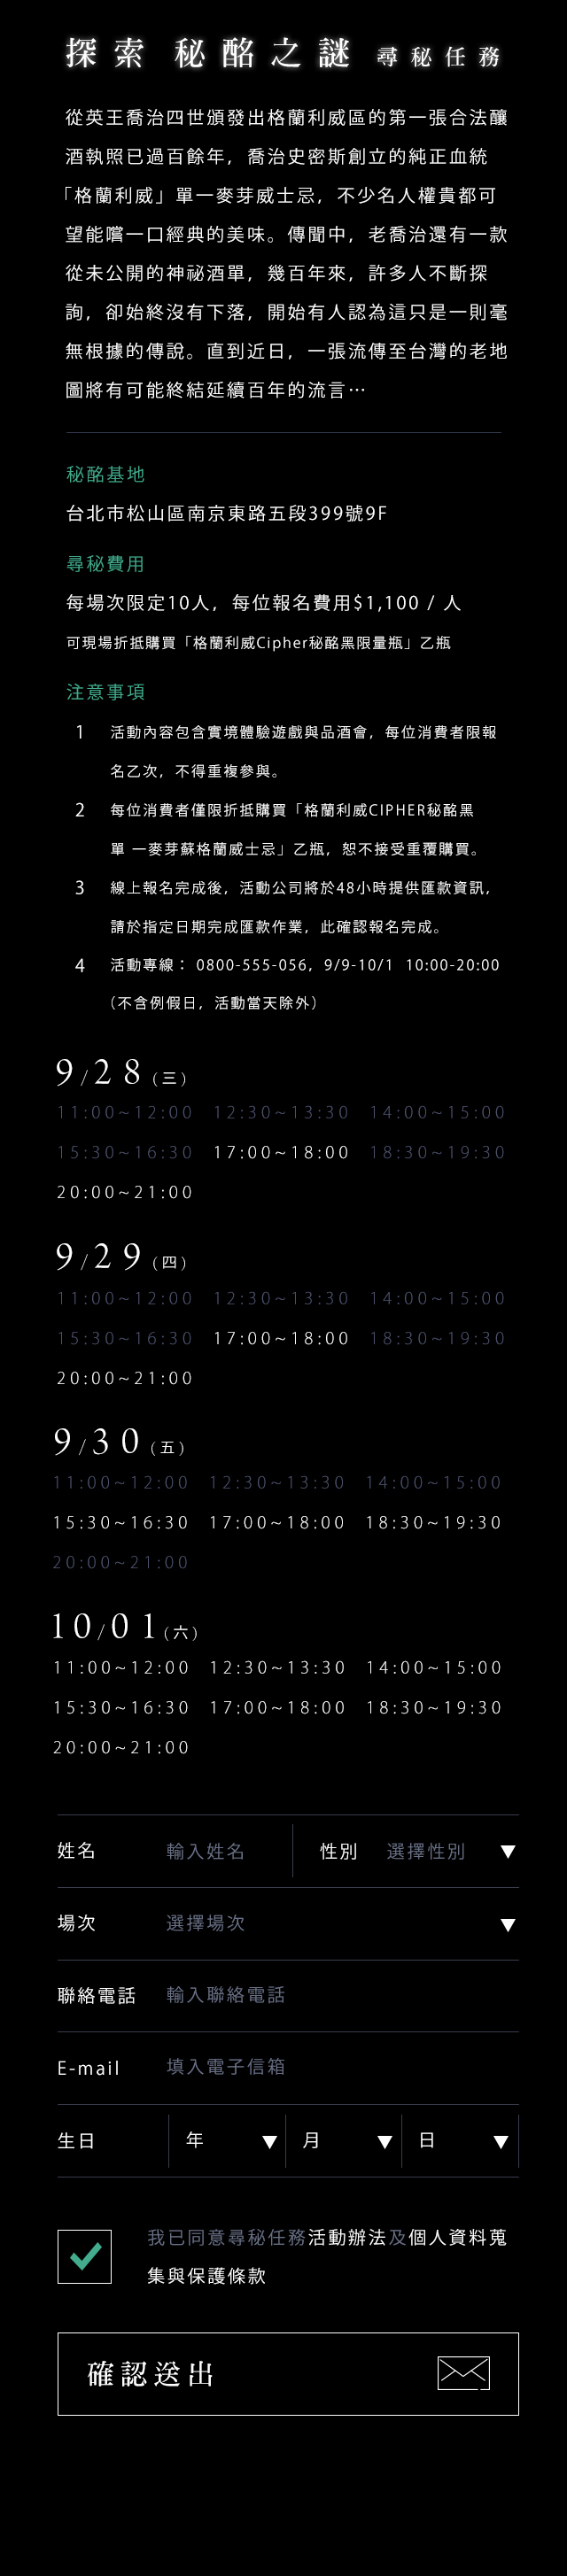 探索 秘酩之謎 尋秘任務
從英王喬治四世頒發出格蘭利威區的第一張合法釀
酒執照已過百餘年，喬治史密斯創立的純正血統
「格蘭利威」單一麥芽威士忌，不少名人權貴都可
望能嚐一口經典的美味。傳聞中，老喬治還有一款
從未公開的神祕酒單，幾百年來，許多人不斷探
詢，卻始終沒有下落，開始有人認為這只是一則毫
無根據的傳說。直到近日，一張流傳至台灣的老地
圖將有可能終結延續百年的流言⋯
秘酩基地
台北市松山區南京東路五段399號9F
尋秘費用
每場次限定10人，每位報名費用$1,100 / 人
可現場折抵購買「格蘭利威Cipher秘酩黑限量瓶」乙瓶
注意事項
1 活動內容包含實境體驗遊戲與品酒會，每位消費者限報
名乙次，不得重複參與。
2 每位消費者僅限折抵購買「格蘭利威CIPHER秘酩黑
單 一麥芽蘇格蘭威士忌」乙瓶，恕不接受重覆購買。
3 線上報名完成後，活動公司將於48小時提供匯款資訊，
請於指定日期完成匯款作業，此確認報名完成。
4 活動專線： 0800-555-056，9/9-10/1 10:00-20:00
（不含例假日，活動當天除外）
9/28 (三)
11:00~12:00 12:30~13:30 14:00~15:00
15:30~16:30 17:00~18:00 18:30~19:30
20:00~21:00
9/29 (四)
11:00~12:00 12:30~13:30 14:00~15:00
15:30~16:30 17:00~18:00 18:30~19:30
20:00~21:00
9/30 (五)
11:00~12:00 12:30~13:30 14:00~15:00
15:30~16:30 17:00~18:00 18:30~19:30
20:00~21:00
10/01 (六)
11:00~12:00 12:30~13:30 14:00~15:00
15:30~16:30 17:00~18:00 18:30~19:30
20:00~21:00
姓名 輸入姓名 性別 選擇性別 ▼
場次 選擇場次 ▼
聯絡電話 輸入聯絡電話
E-mail 填入電子信箱
生日 年 ▼ 月 ▼ 日 ▼
我已同意尋秘任務活動辦法及個人資料蒐
集與保護條款
確認送出